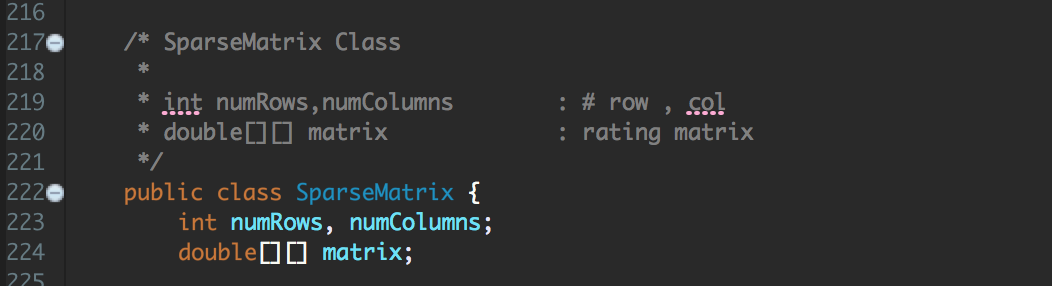 216
217 /* SparseMatrix Class
218 *
219 * int numRows,numColumns : # row , col
220 * double[][] matrix : rating matrix
221 */
222 public class SparseMatrix {
223 int numRows, numColumns;
224 double[][] matrix;
225